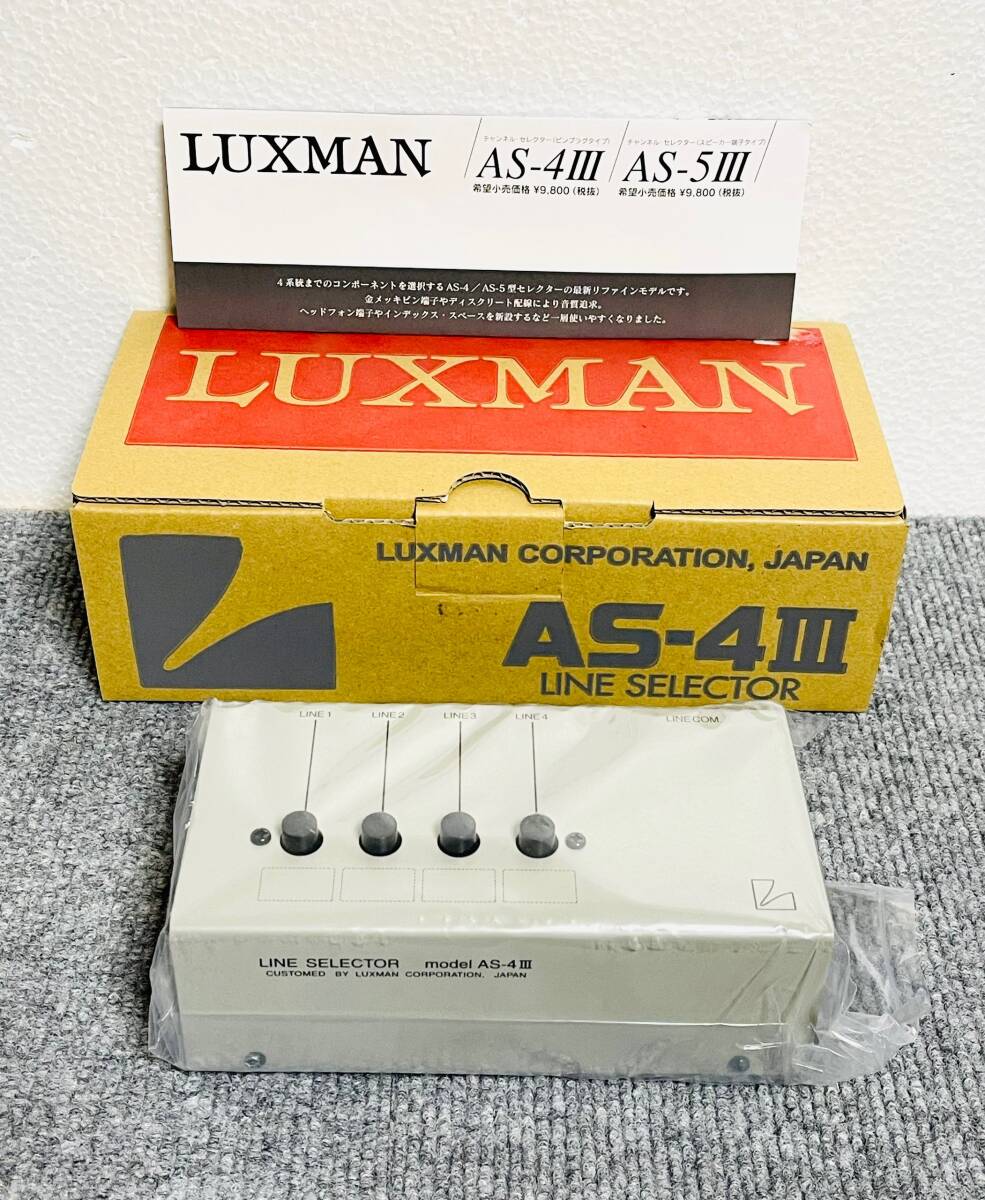 LUXMAN
チャンネル・セレクター(ピンプラグタイプ)
AS-4III
希望小売価格 ¥9,800 (税抜)
チャンネル・セレクター(スピーカー端子タイプ)
AS-5III
希望小売価格 ¥9,800 (税抜)
4系統までのコンポーネントを選択するAS-4／AS-5型セレクターの最新リファインモデルです。
金メッキピン端子やディスクリート配線により音質追求。
ヘッドフォン端子やインデックス・スペースを新設するなど一層使いやすくなりました。
LUXMAN
LUXMAN CORPORATION, JAPAN
AS-4III
LINE SELECTOR
LINE 1 LINE 2 LINE 3 LINE 4 LINE COM.
LINE SELECTOR model AS-4III
CUSTOMED BY LUXMAN CORPORATION, JAPAN